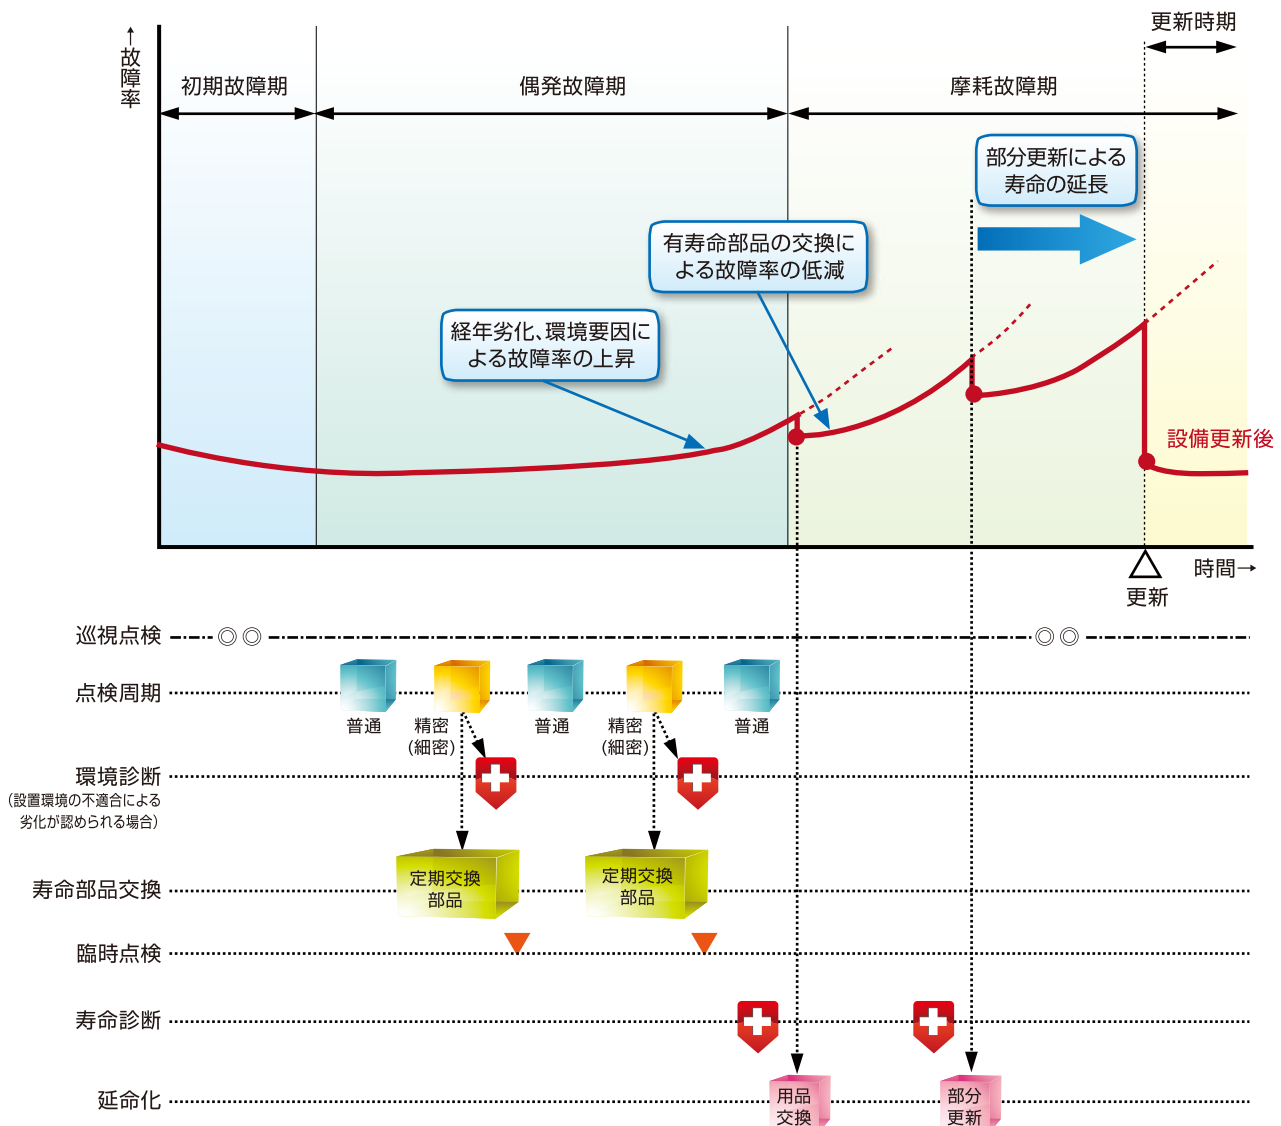 更新時期
↑故障率
初期故障期
偶発故障期
摩耗故障期
部分更新による
寿命の延長
有寿命部品の交換に
よる故障率の低減
経年劣化、環境要因に
よる故障率の上昇
設備更新後
時間→
更新
巡視点検
点検周期
普通
精密
(細密)
普通
精密
(細密)
普通
環境診断
(設置環境の不適合による
劣化が認められる場合)
寿命部品交換
定期交換
部品
定期交換
部品
臨時点検
寿命診断
延命化
用品
交換
部分
更新